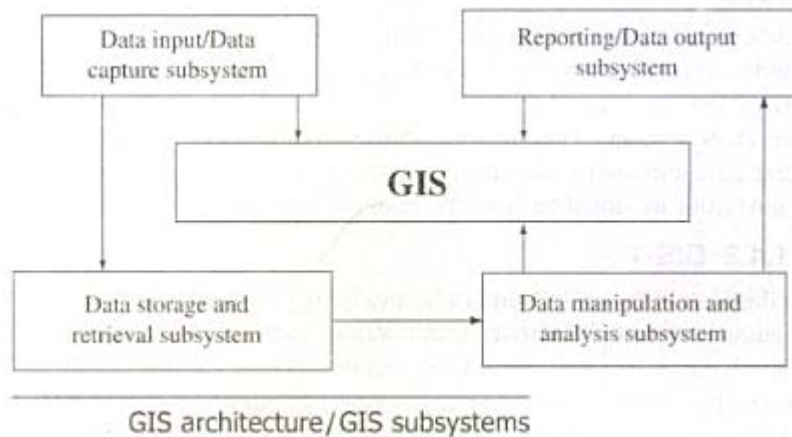 Data input/Data
capture subsystem
Reporting/Data output
subsystem
GIS
Data storage and
retrieval subsystem
Data manipulation and
analysis subsystem
GIS architecture/GIS subsystems